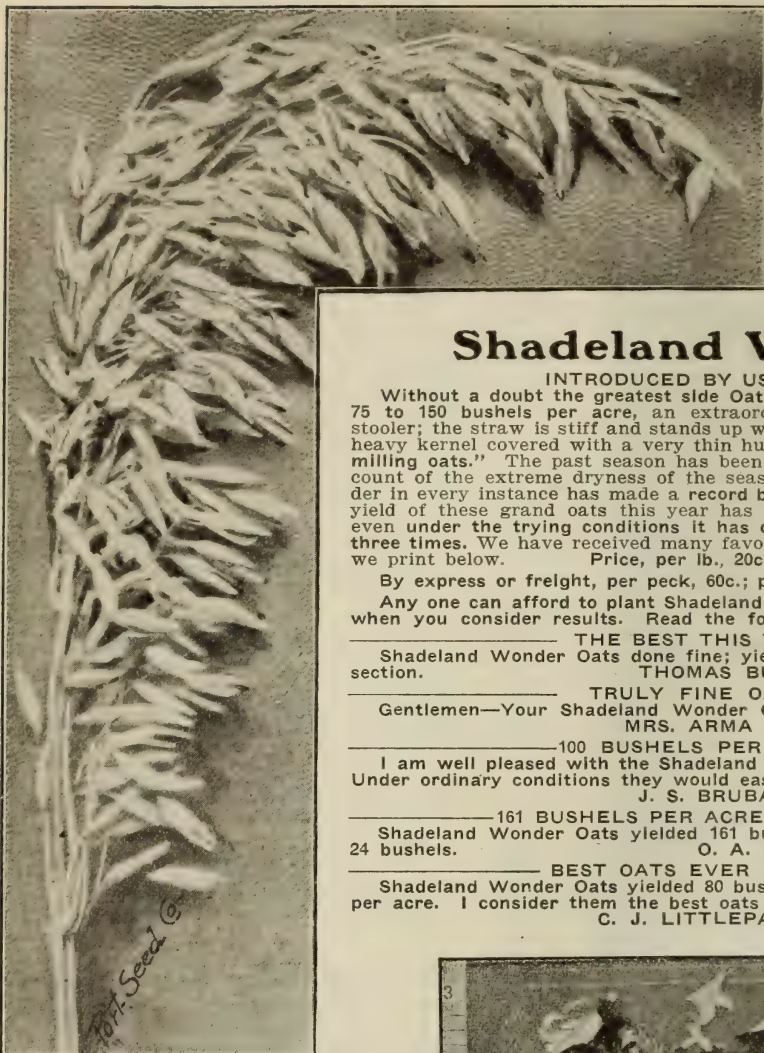 Shadeland W
INTRODUCED BY US
Without a doubt the greatest side Oat
75 to 150 bushels per acre, an extraord
stooler; the straw is stiff and stands up w
heavy kernel covered with a very thin hu
milling oats." The past season has been
count of the extreme dryness of the seas
der in every instance has made a record b
yield of these grand oats this year has
even under the trying conditions it has o
three times. We have received many favo
we print below. Price, per lb., 20c
By express or freight, per peck, 60c.; p
Any one can afford to plant Shadeland
when you consider results. Read the fo
THE BEST THIS
Shadeland Wonder Oats done fine; yie
section. THOMAS BU
TRULY FINE O
Gentlemen—Your Shadeland Wonder
MRS. ARMA
100 BUSHELS PER
I am well pleased with the Shadeland
Under ordinary conditions they would eas
J. S. BRUBA
161 BUSHELS PER ACRE
Shadeland Wonder Oats yielded 161 bu
24 bushels. O. A.
BEST OATS EVER
Shadeland Wonder Oats yielded 80 bus
per acre. I consider them the best oats
C. J. LITTLEPA
Port. Seed Co
3